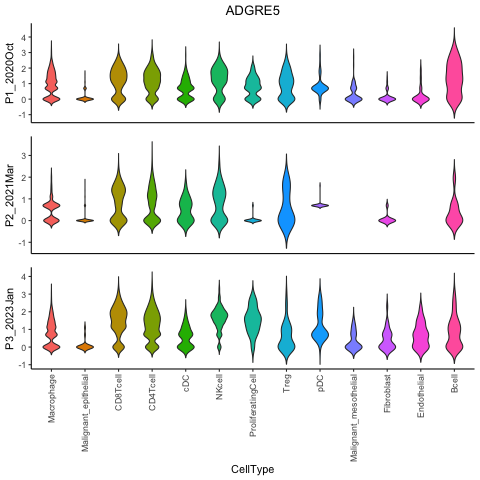 ADGRE5
P1_2020Oct
4
3
2
1
0
-1
P2_2021Mar
3
2
1
0
-1
P3_2023Jan
4
3
2
1
0
-1
Macrophage
Malignant_epithelial
CD8Tcell
CD4Tcell
cDC
NKcell
ProliferatingCell
Treg
pDC
Malignant_mesothelial
Fibroblast
Endothelial
Bcell
CellType